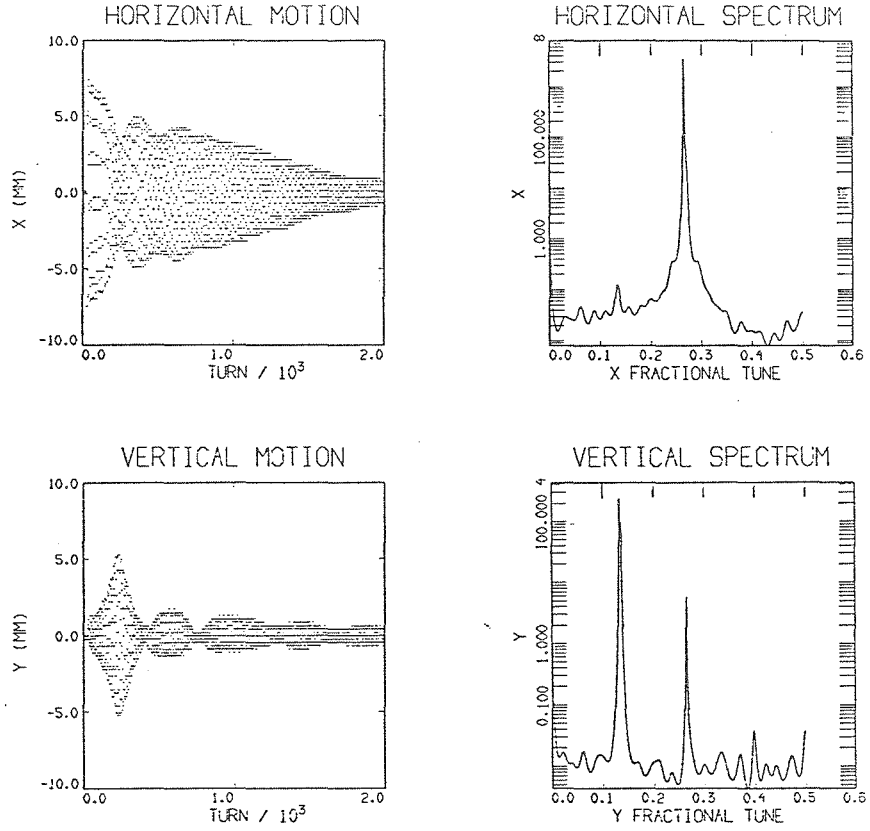 HORIZONTAL MOTION
10.0
5.0
0.0
-5.0
-10.0
X (MM)
0.0 1.0 2.0
TURN / 10³
HORIZONTAL SPECTRUM
8
100.000
1.000
X
0.0 0.1 0.2 0.3 0.4 0.5 0.6
X FRACTIONAL TUNE
VERTICAL MOTION
10.0
5.0
0.0
-5.0
-10.0
Y (MM)
0.0 1.0 2.0
TURN / 10³
VERTICAL SPECTRUM
4
100.000
1.000
0.100
Y
0.0 0.1 0.2 0.3 0.4 0.5 0.6
Y FRACTIONAL TUNE